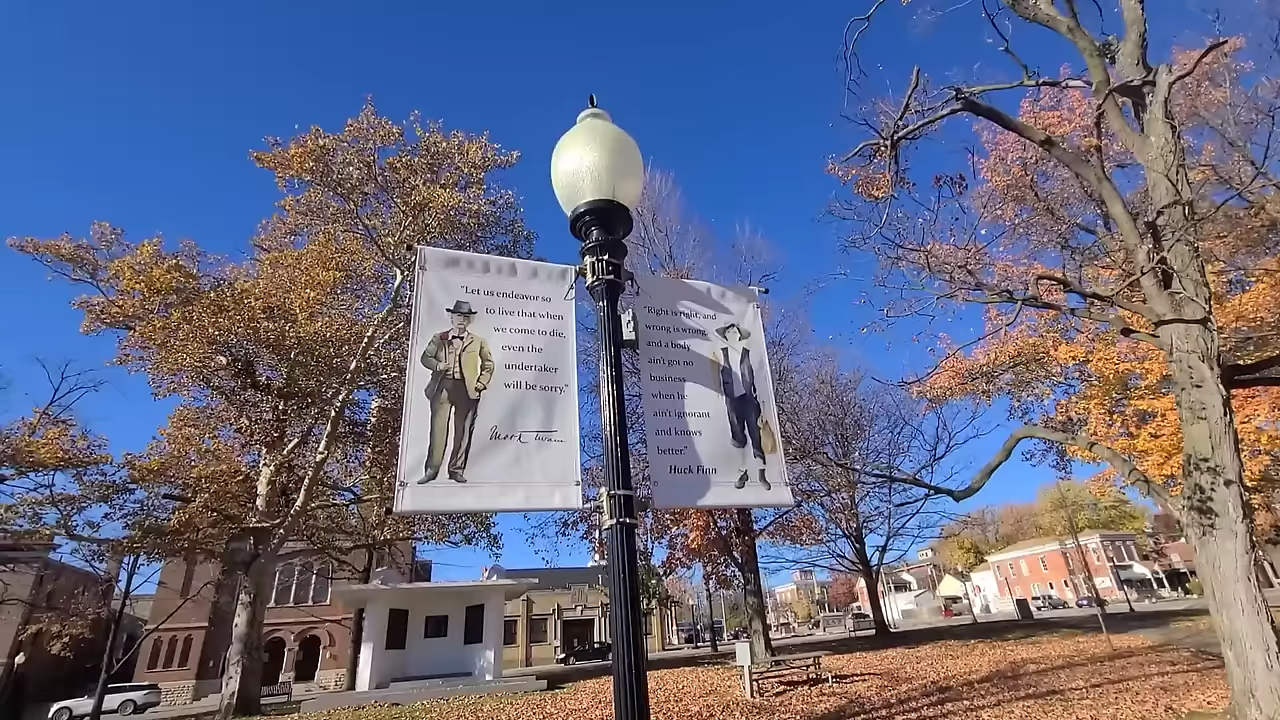 "Let us endeavor so
to live that when
we come to die,
even the
undertaker
will be sorry."
Mark Twain
"Right is right, and
wrong is wrong,
and a body
ain't got no
business
when he
ain't ignorant
and knows
better."
Huck Finn